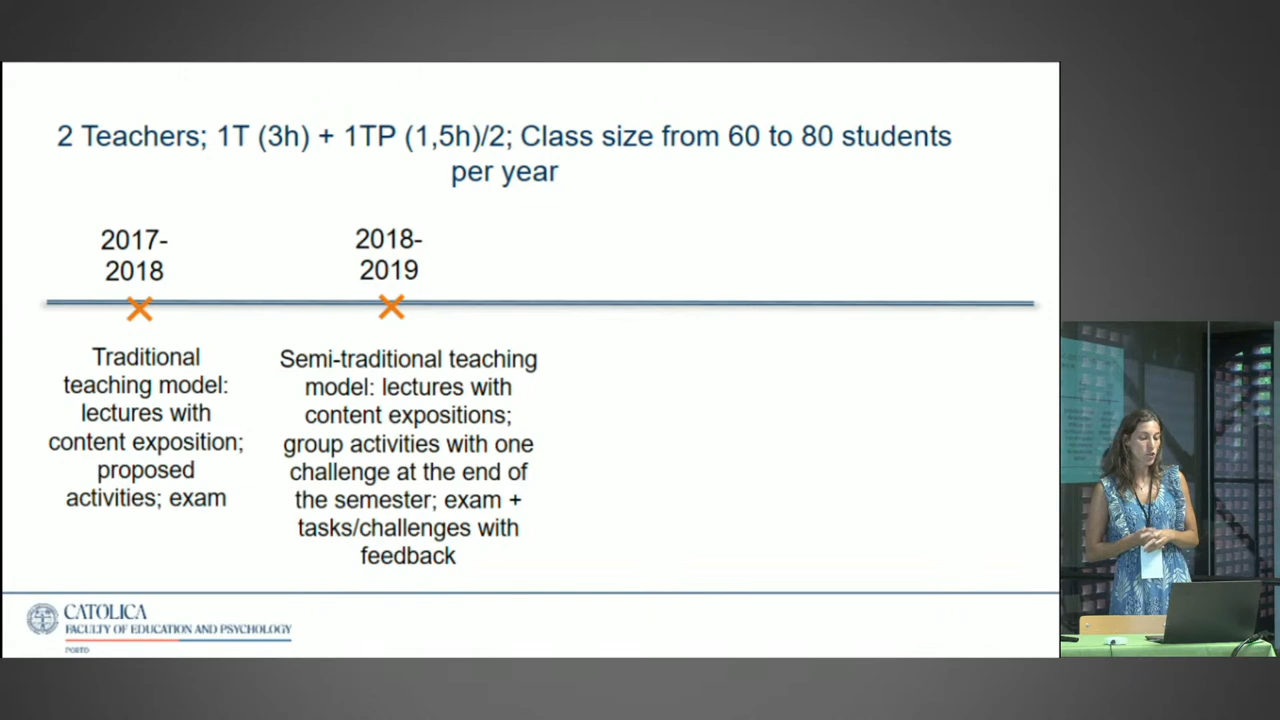 2 Teachers; 1T (3h) + 1TP (1,5h)/2; Class size from 60 to 80 students
per year
2017-
2018
2018-
2019
Traditional
teaching model:
lectures with
content exposition;
proposed
activities; exam
Semi-traditional teaching
model: lectures with
content expositions;
group activities with one
challenge at the end of
the semester; exam +
tasks/challenges with
feedback
CATOLICA
FACULTY OF EDUCATION AND PSYCHOLOGY
PORTO